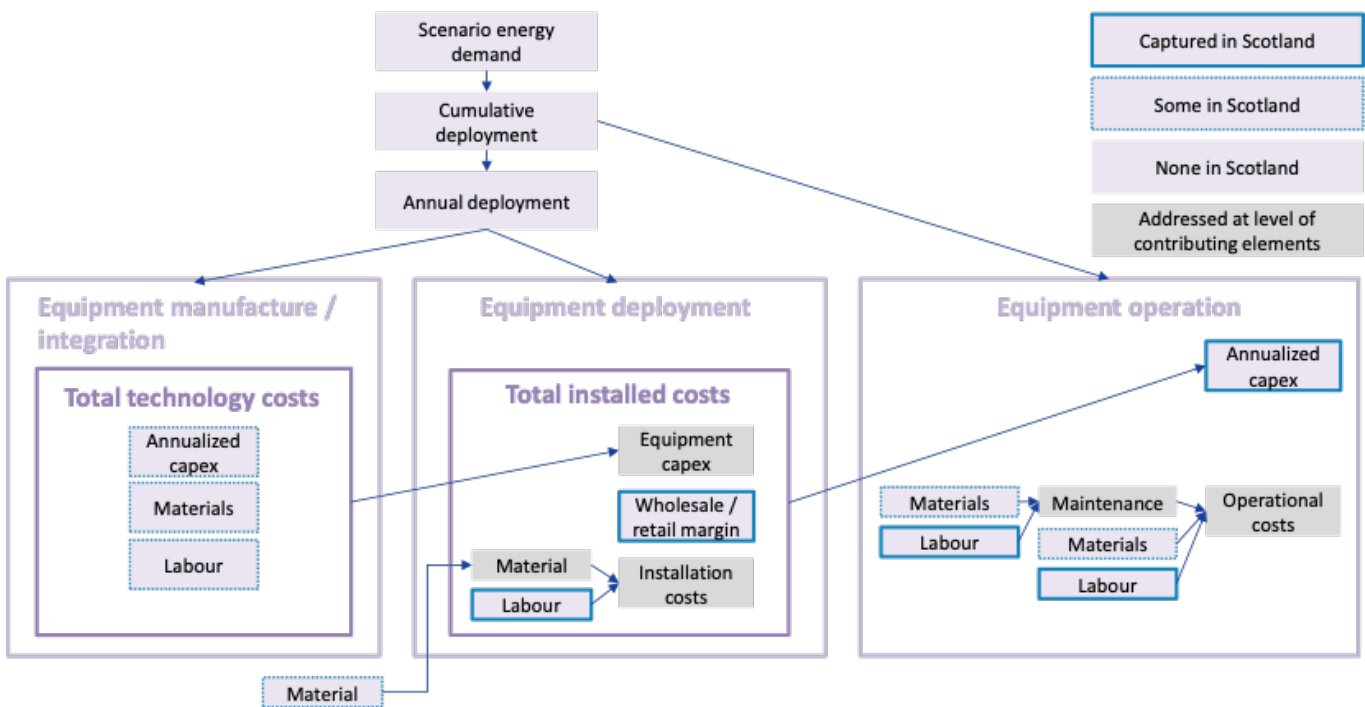 Scenario energy
demand
Cumulative
deployment
Annual deployment
Captured in Scotland
Some in Scotland
None in Scotland
Addressed at level of
contributing elements
Equipment manufacture /
integration
Total technology costs
Annualized
capex
Materials
Labour
Equipment deployment
Total installed costs
Equipment
capex
Wholesale /
retail margin
Material
Labour
Installation
costs
Material
Equipment operation
Annualized
capex
Materials
Labour
Maintenance
Materials
Labour
Operational
costs